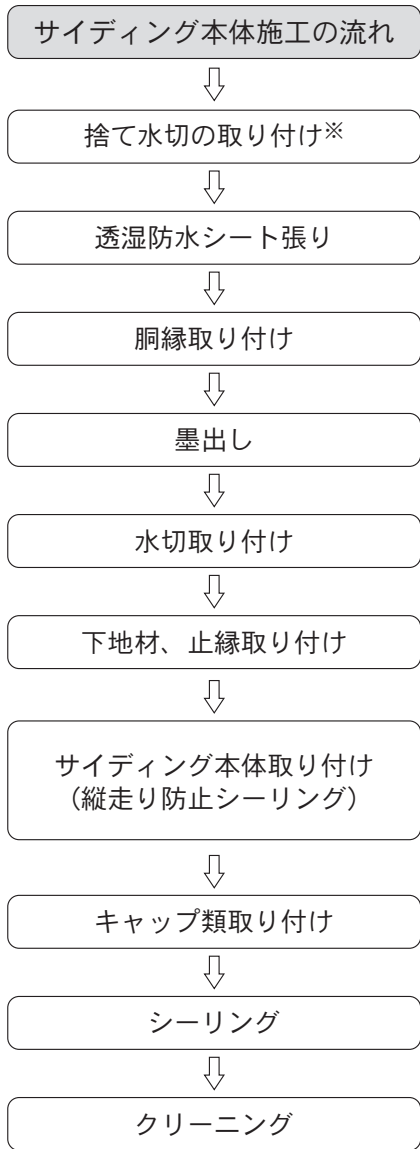 サイディング本体施工の流れ
捨て水切の取り付け※
透湿防水シート張り
胴縁取り付け
墨出し
水切取り付け
下地材、止縁取り付け
サイディング本体取り付け
（縦走り防止シーリング）
キャップ類取り付け
シーリング
クリーニング